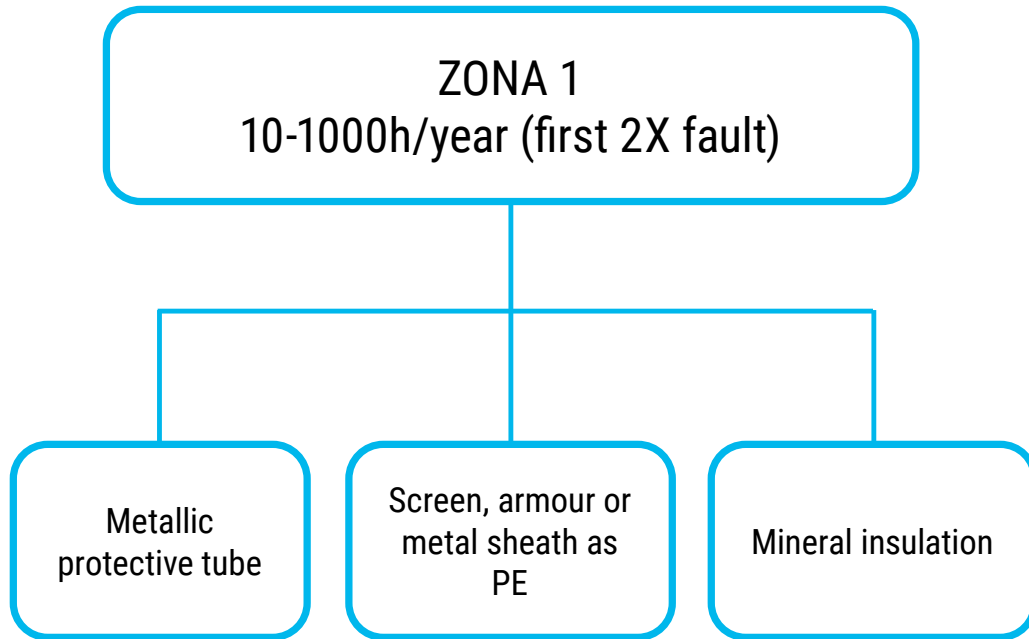 ZONA 1
10-1000h/year (first 2X fault)
Metallic
protective tube
Screen, armour or
metal sheath as
PE
Mineral insulation